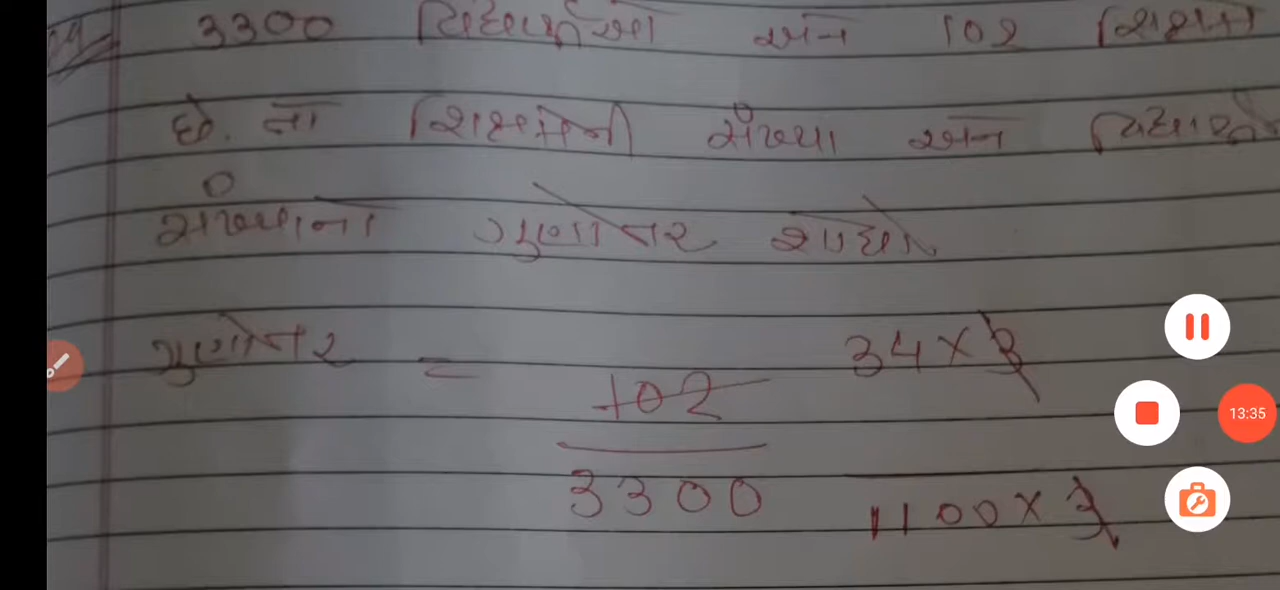 3300 વિદ્યાર્થીઓ અન 102 શિક્ષક
છે. તો શિક્ષકોની સંખ્યા અન વિદ્યાર્થી
સંખ્યાનો ગુણોતર શોધો
ગુણોતર = 102 34 × 3
3300 1100 × 3
13:35